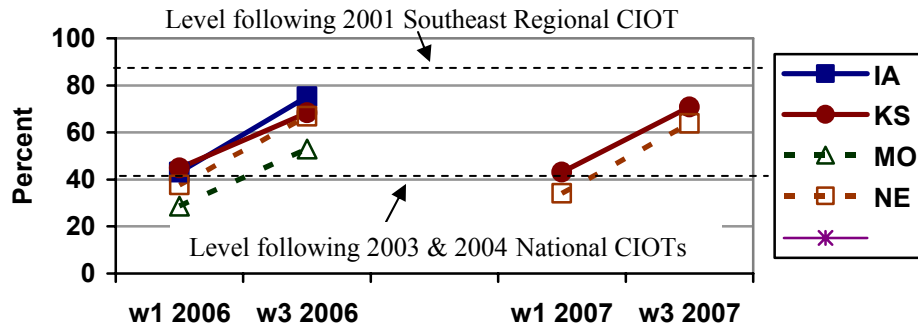 Level following 2001 Southeast Regional CIOT
100
80
60
40
20
0
Percent
Level following 2003 & 2004 National CIOTs
w1 2006 w3 2006 w1 2007 w3 2007
IA
KS
MO
NE